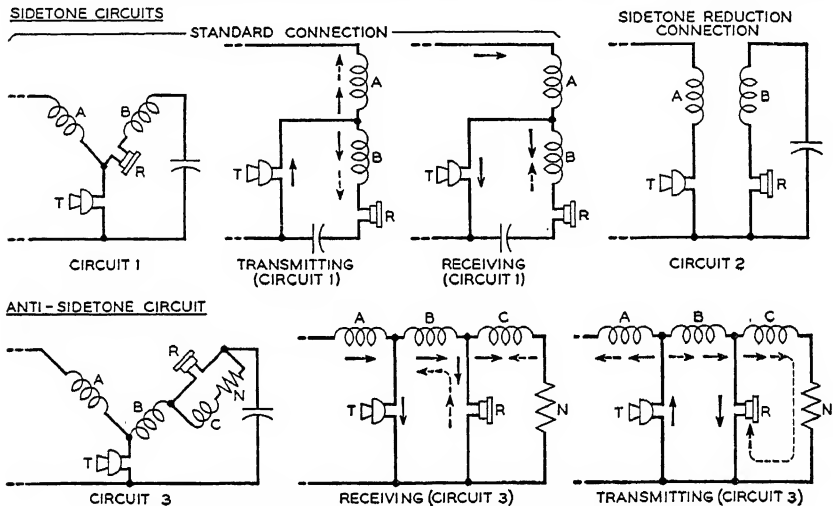 SIDETONE CIRCUITS
STANDARD CONNECTION
SIDETONE REDUCTION
CONNECTION
A
B
R
T
CIRCUIT 1
A
B
T
R
TRANSMITTING
(CIRCUIT 1)
A
B
T
R
RECEIVING
(CIRCUIT 1)
A
B
T
R
CIRCUIT 2
ANTI-SIDETONE CIRCUIT
R
A
B
N
C
T
CIRCUIT 3
A
B
C
T
R
N
RECEIVING (CIRCUIT 3)
A
B
C
T
R
N
TRANSMITTING (CIRCUIT 3)